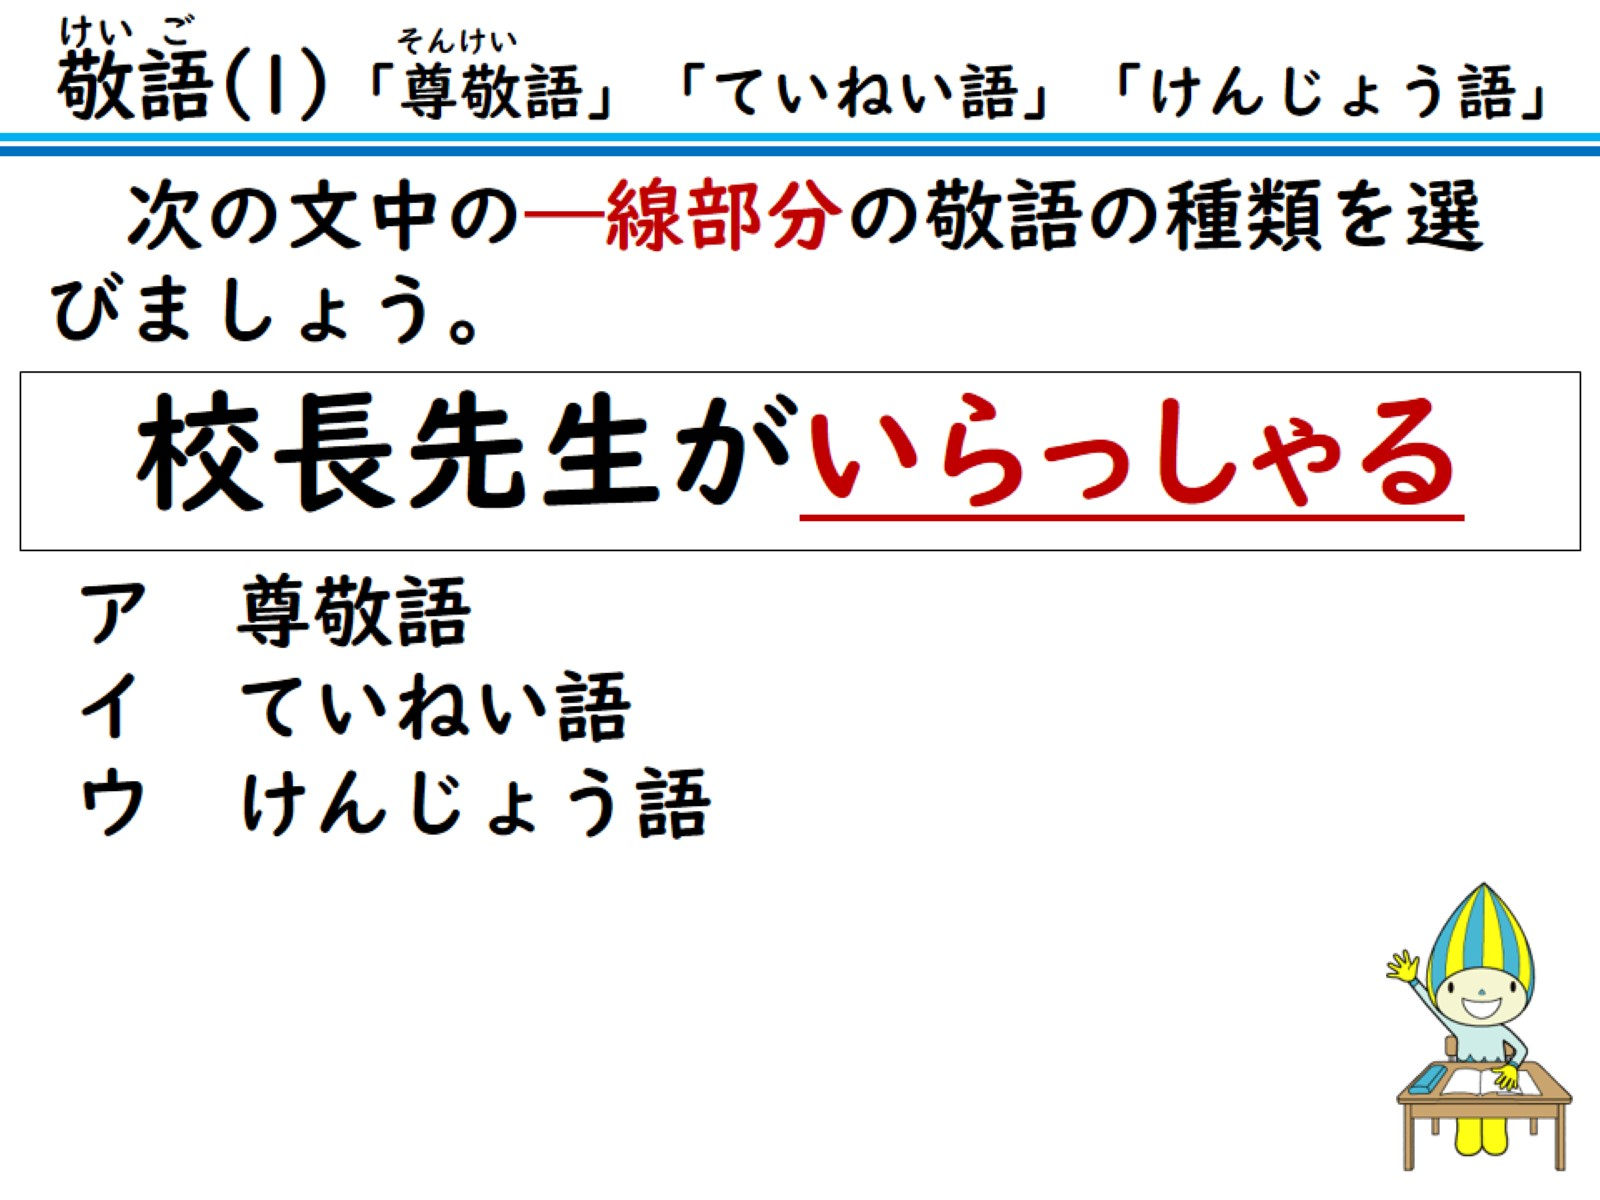 けい ご そんけい
敬語(1)「尊敬語」「ていねい語」「けんじょう語」
次の文中の―線部分の敬語の種類を選
びましょう。
校長先生がいらっしゃる
ア 尊敬語
イ ていねい語
ウ けんじょう語